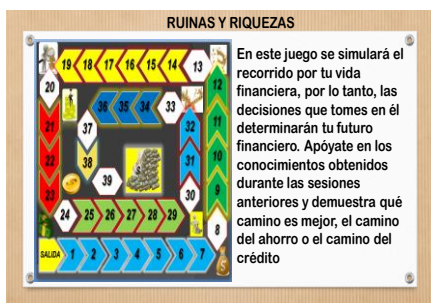 RUINAS Y RIQUEZAS
En este juego se simulará el
recorrido por tu vida
financiera, por lo tanto, las
decisiones que tomes en él
determinarán tu futuro
financiero. Apóyate en los
conocimientos obtenidos
durante las sesiones
anteriores y demuestra qué
camino es mejor, el camino
del ahorro o el camino del
crédito
19 18 17 16 15 14 13
20 12
36 35 34 33
21 37 32 11
22 38 31 10
23 39 30 9
24 25 26 27 28 29 8
SALIDA 1 2 3 4 5 6 7